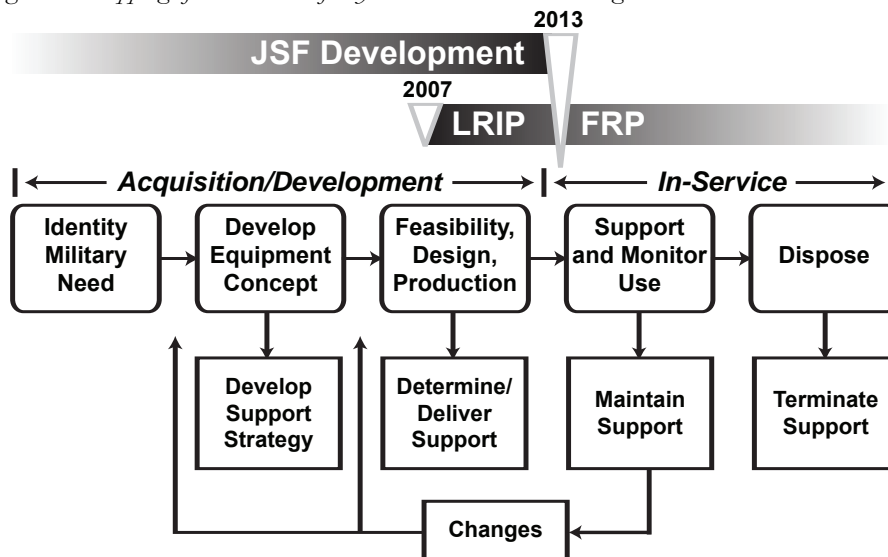 2013
JSF Development
2007
LRIP
FRP
Acquisition/Development
In-Service
Identity
Military
Need
Develop
Equipment
Concept
Feasibility,
Design,
Production
Support
and Monitor
Use
Dispose
Develop
Support
Strategy
Determine/
Deliver
Support
Maintain
Support
Terminate
Support
Changes